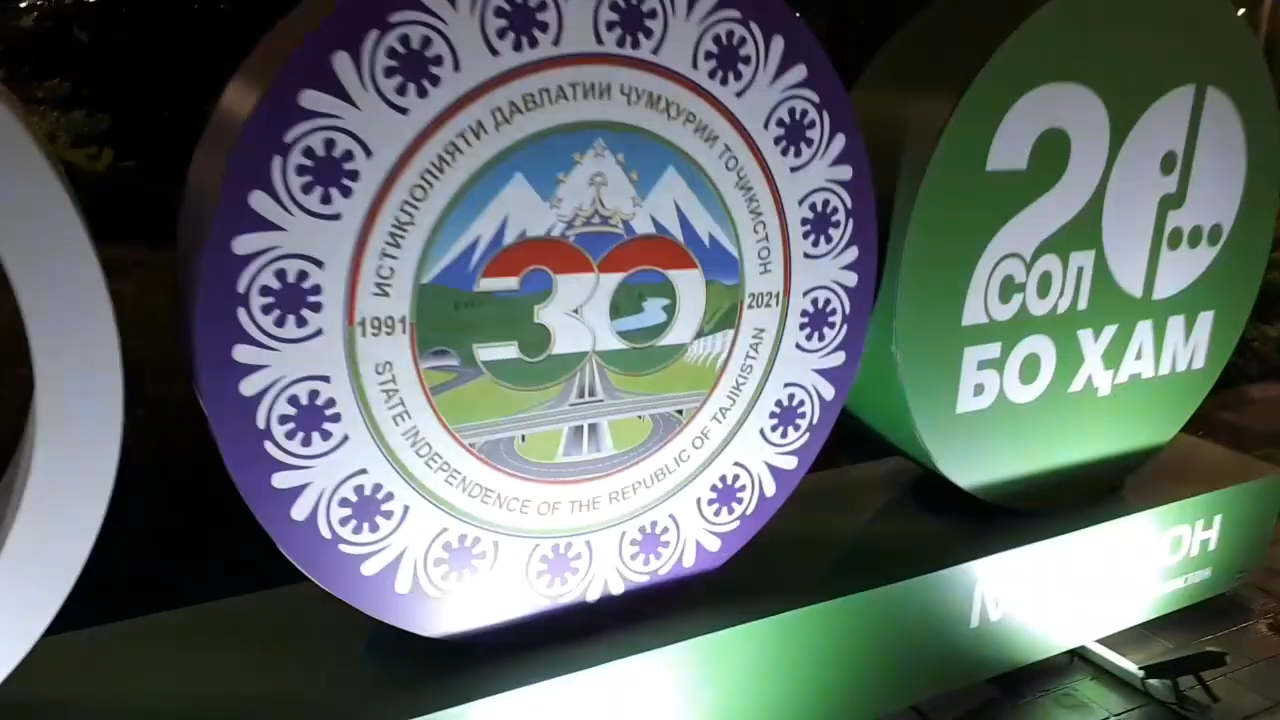 ИСТИҚЛОЛИЯТИ ДАВЛАТИИ ҶУМҲУРИИ ТОҶИКИСТОН
1991
30
2021
STATE INDEPENDENCE OF THE REPUBLIC OF TAJIKISTAN
20
СОЛ
БО ҲАМ